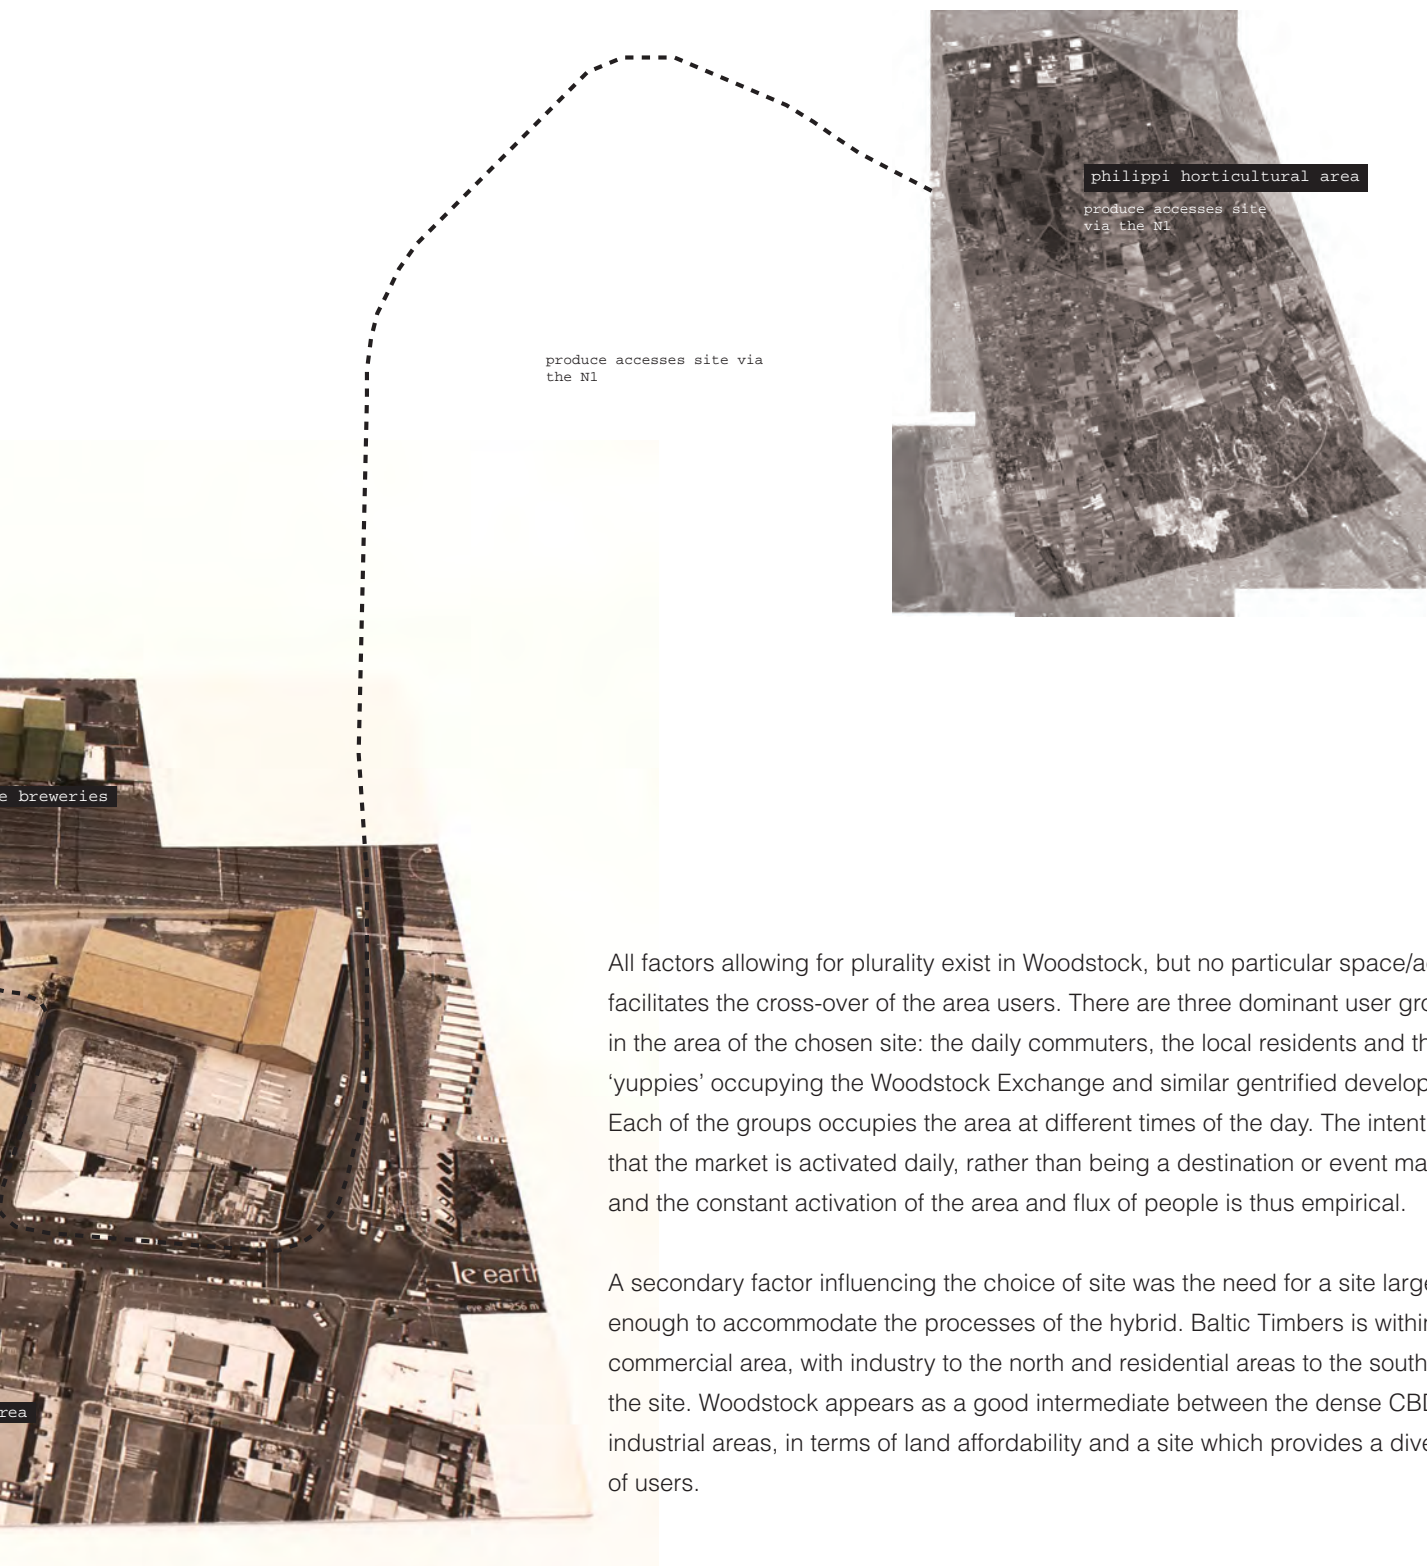 philippi horticultural area
produce accesses site
via the N1
produce accesses site via
the N1
e breweries
All factors allowing for plurality exist in Woodstock, but no particular space/a
facilitates the cross-over of the area users. There are three dominant user gro
in the area of the chosen site: the daily commuters, the local residents and th
‘yuppies’ occupying the Woodstock Exchange and similar gentrified develop
Each of the groups occupies the area at different times of the day. The intent
that the market is activated daily, rather than being a destination or event ma
and the constant activation of the area and flux of people is thus empirical.
le earth
eye alt 256 m
A secondary factor influencing the choice of site was the need for a site large
enough to accommodate the processes of the hybrid. Baltic Timbers is within
commercial area, with industry to the north and residential areas to the south
the site. Woodstock appears as a good intermediate between the dense CBD
industrial areas, in terms of land affordability and a site which provides a dive
of users.
rea